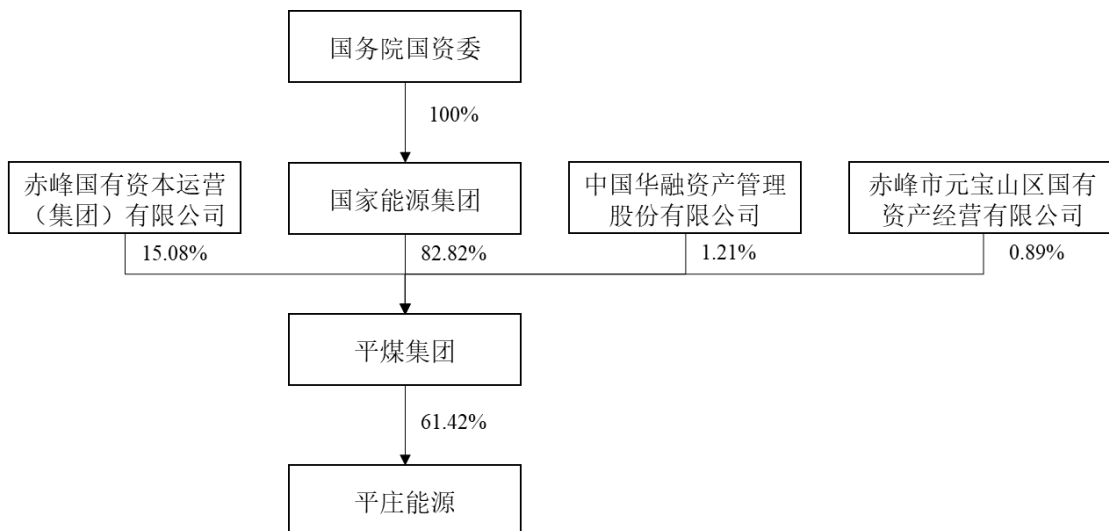 国务院国资委
100%
赤峰国有资本运营
（集团）有限公司
国家能源集团
中国华融资产管理
股份有限公司
赤峰市元宝山区国有
资产经营有限公司
15.08%
82.82%
1.21%
0.89%
平煤集团
61.42%
平庄能源